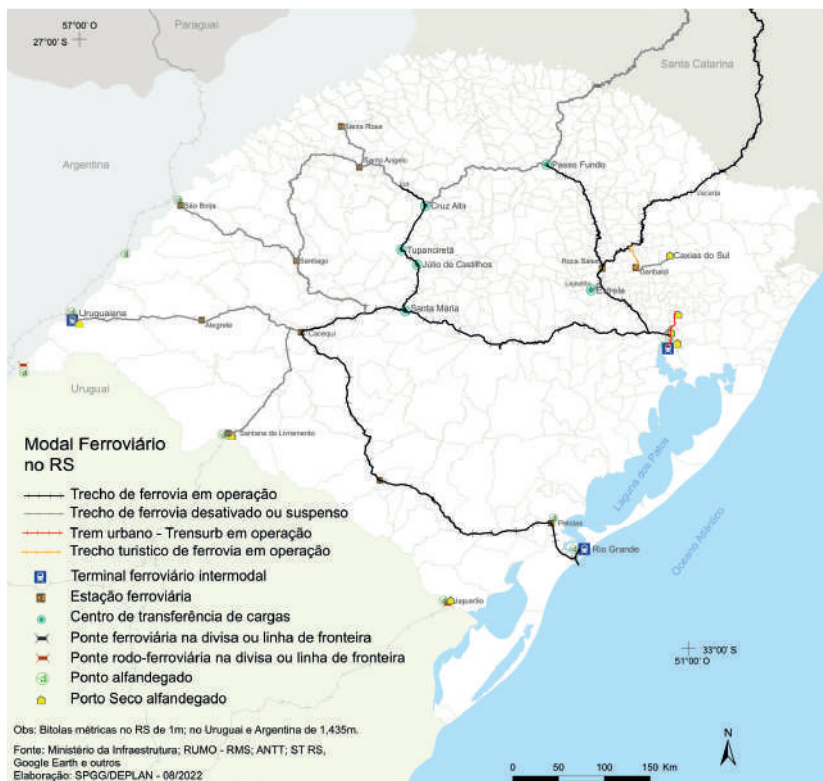 57°00' O
27°00' S
Paraguai
Santa Catarina
Argentina
Santa Rosa
Santo Angelo
Passo Fundo
Ijuí
Vacaria
São Borja
Cruz Alta
Tupanciretã
Júlio de Castilhos
Santiago
Roca Sales
Caxias do Sul
Garibaldi
Lajeado
Estrela
Uruguaiana
Alegrete
Santa Maria
Cacequi
Uruguai
Santana do Livramento
Laguna dos Patos
Oceano Atlântico
Pelotas
Rio Grande
Jaguarão
Modal Ferroviário
no RS
Trecho de ferrovia em operação
Trecho de ferrovia desativado ou suspenso
Trem urbano - Trensurb em operação
Trecho turistico de ferrovia em operação
Terminal ferroviário intermodal
Estação ferroviária
Centro de transferência de cargas
Ponte ferroviária na divisa ou linha de fronteira
Ponte rodo-ferroviária na divisa ou linha de fronteira
Ponto alfandegado
Porto Seco alfandegado
33°00' S
51°00' O
Obs: Bitolas métricas no RS de 1m; no Uruguai e Argentina de 1,435m.
Fonte: Ministério da Infraestrutura; RUMO - RMS; ANTT; ST RS,
Google Earth e outros
Elaboração: SPGG/DEPLAN - 08/2022
N
0 50 100 150 Km